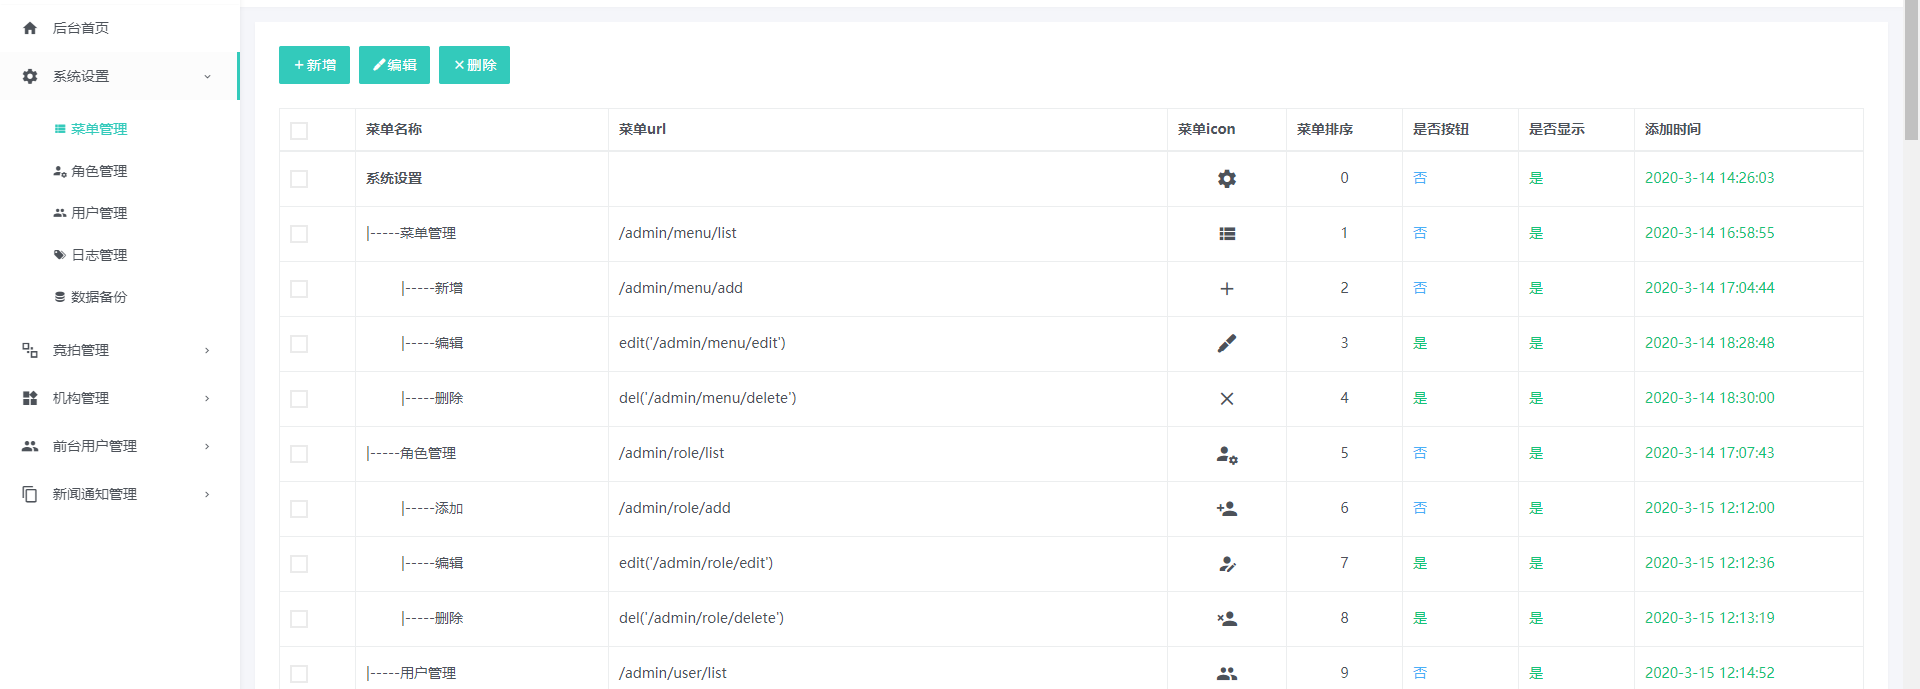 后台首页
系统设置
菜单管理
角色管理
用户管理
日志管理
数据备份
竞拍管理
机构管理
前台用户管理
新闻通知管理
+新增 编辑 ×删除
菜单名称 菜单url 菜单icon 菜单排序 是否按钮 是否显示 添加时间
系统设置 0 否 是 2020-3-14 14:26:03
|-----菜单管理 /admin/menu/list 1 否 是 2020-3-14 16:58:55
|-----新增 /admin/menu/add 2 否 是 2020-3-14 17:04:44
|-----编辑 edit('/admin/menu/edit') 3 是 是 2020-3-14 18:28:48
|-----删除 del('/admin/menu/delete') 4 是 是 2020-3-14 18:30:00
|-----角色管理 /admin/role/list 5 否 是 2020-3-14 17:07:43
|-----添加 /admin/role/add 6 否 是 2020-3-15 12:12:00
|-----编辑 edit('/admin/role/edit') 7 是 是 2020-3-15 12:12:36
|-----删除 del('/admin/role/delete') 8 是 是 2020-3-15 12:13:19
|-----用户管理 /admin/user/list 9 否 是 2020-3-15 12:14:52